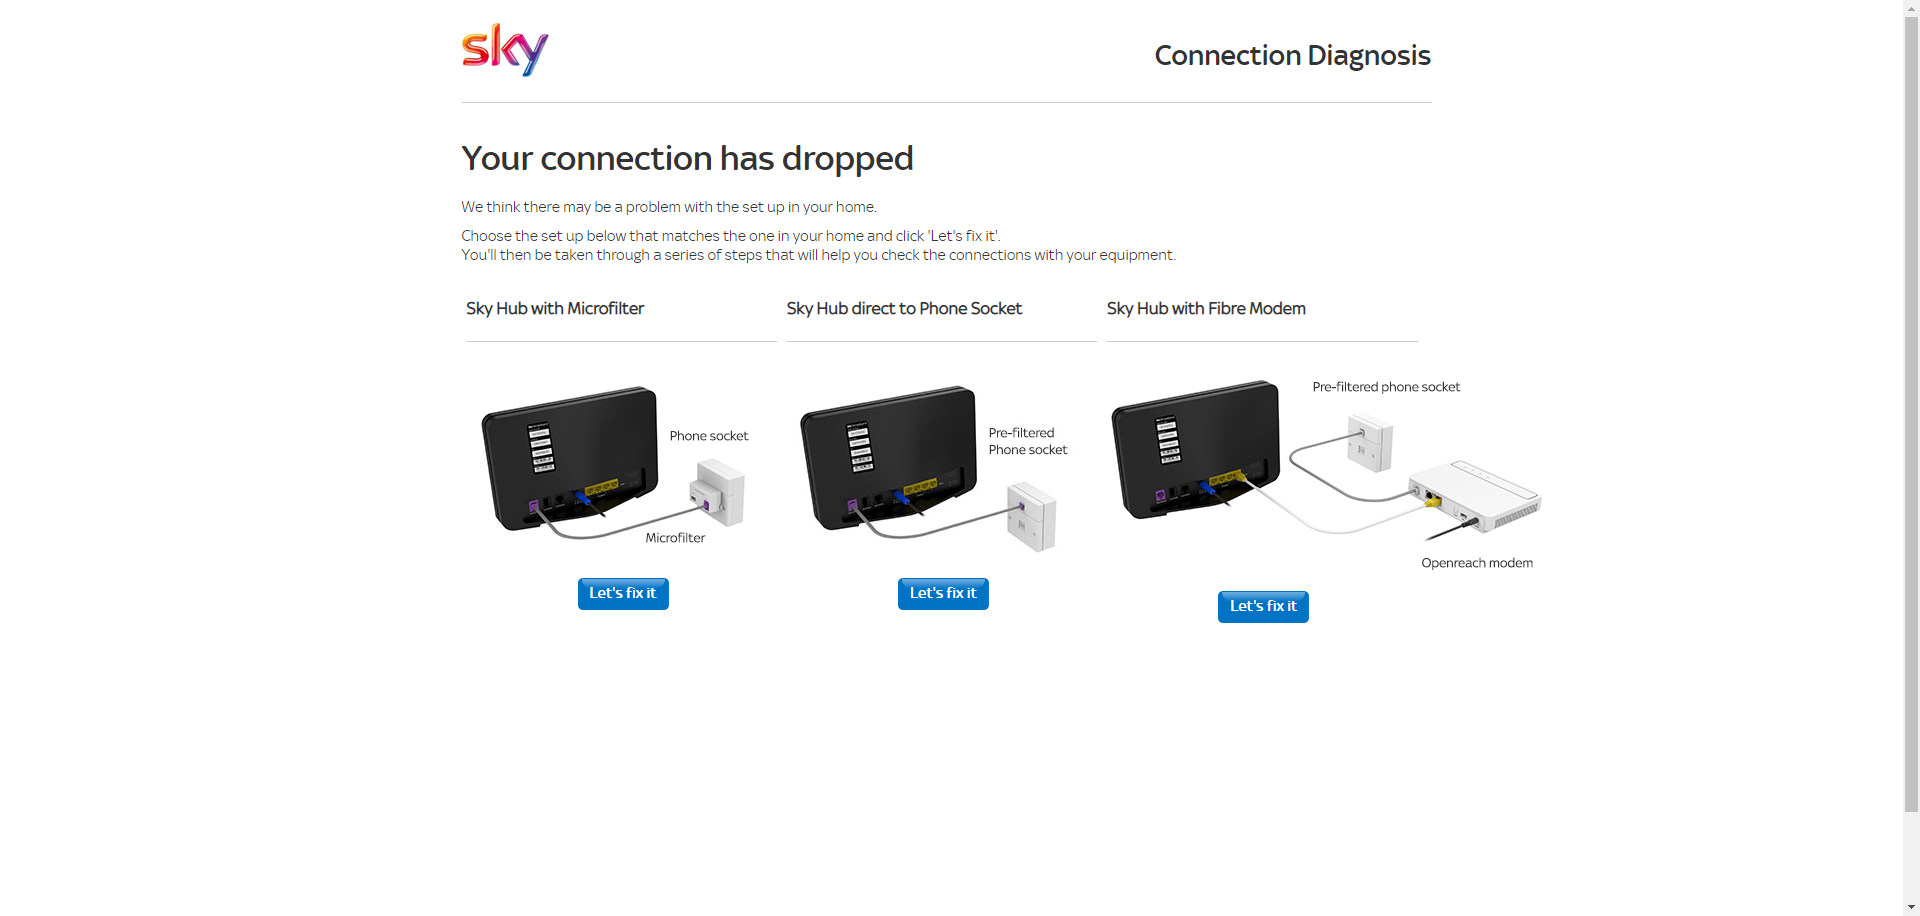 sky
Connection Diagnosis
Your connection has dropped
We think there may be a problem with the set up in your home.
Choose the set up below that matches the one in your home and click 'Let's fix it'.
You'll then be taken through a series of steps that will help you check the connections with your equipment.
Sky Hub with Microfilter
Sky Hub direct to Phone Socket
Sky Hub with Fibre Modem
Phone socket
Microfilter
Pre-filtered
Phone socket
Pre-filtered phone socket
Openreach modem
Let's fix it
Let's fix it
Let's fix it